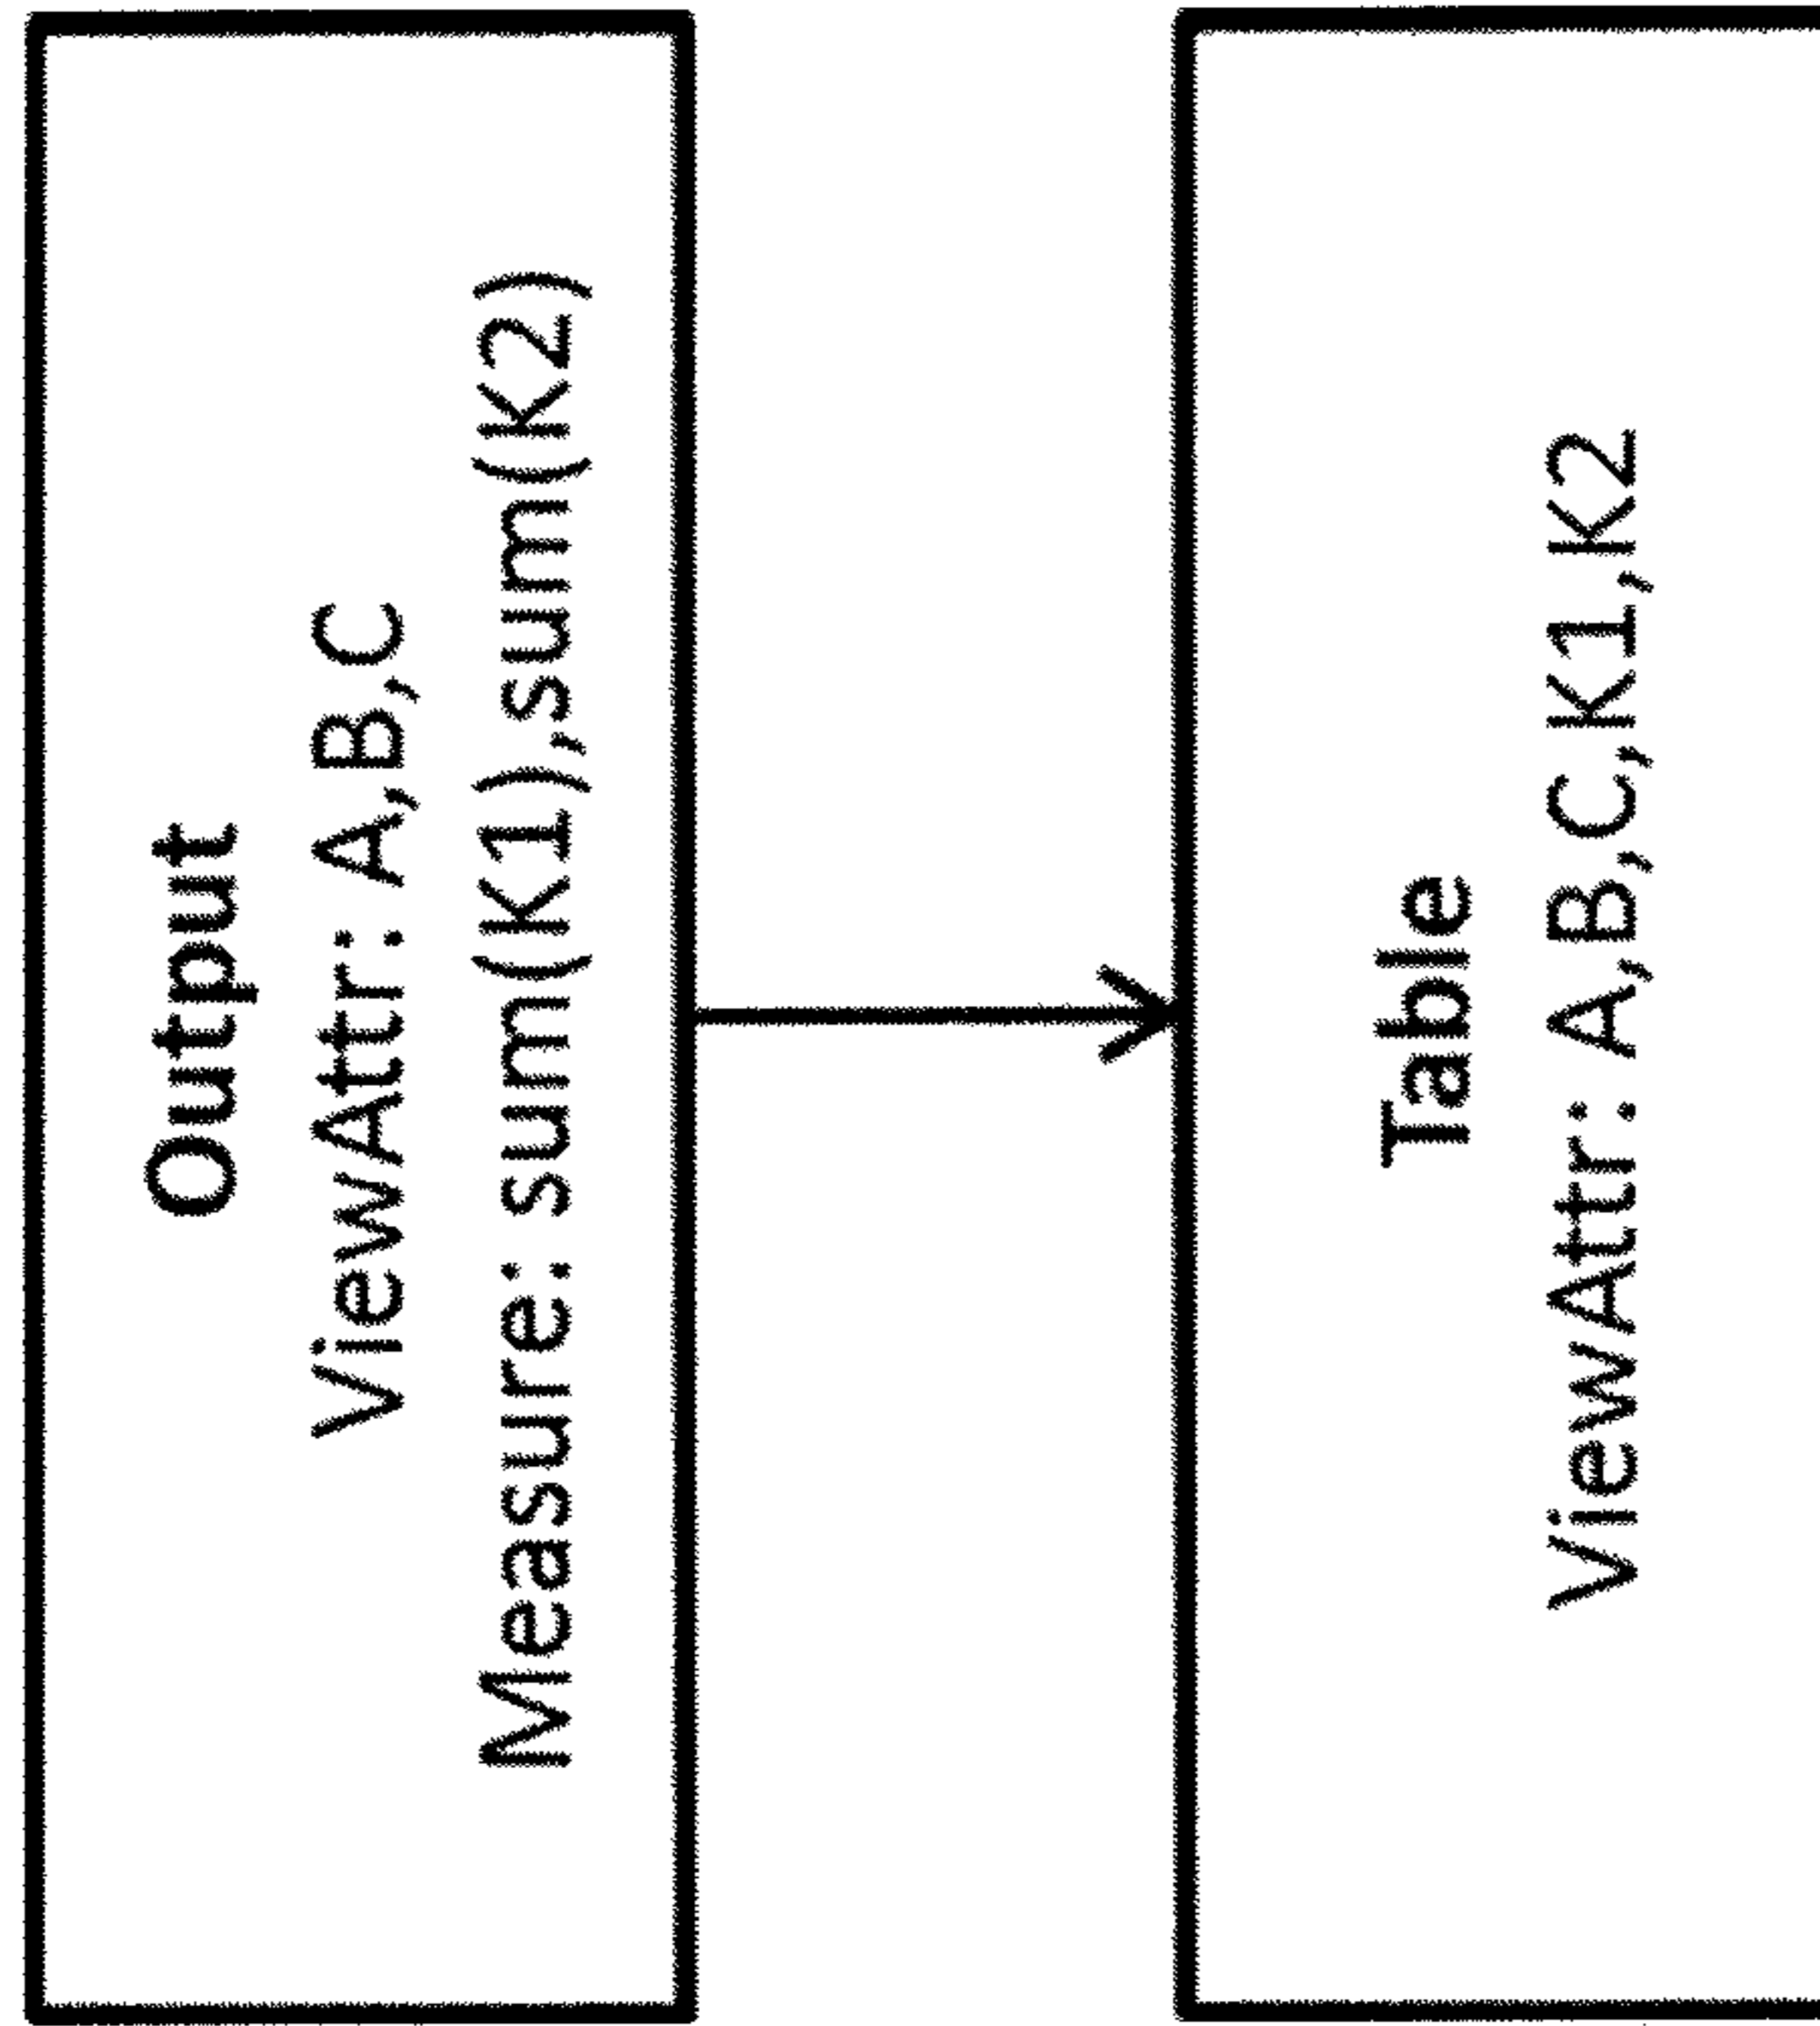 Output
ViewAttr: A,B,C
Measure: sum(K1),sum(K2)
Table
ViewAttr: A,B,C,K1,K2